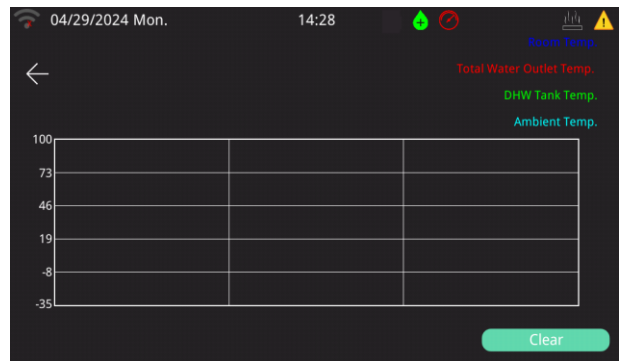 04/29/2024 Mon. 14:28
Room Temp.
Total Water Outlet Temp.
DHW Tank Temp.
Ambient Temp.
100
73
46
19
-8
-35
Clear